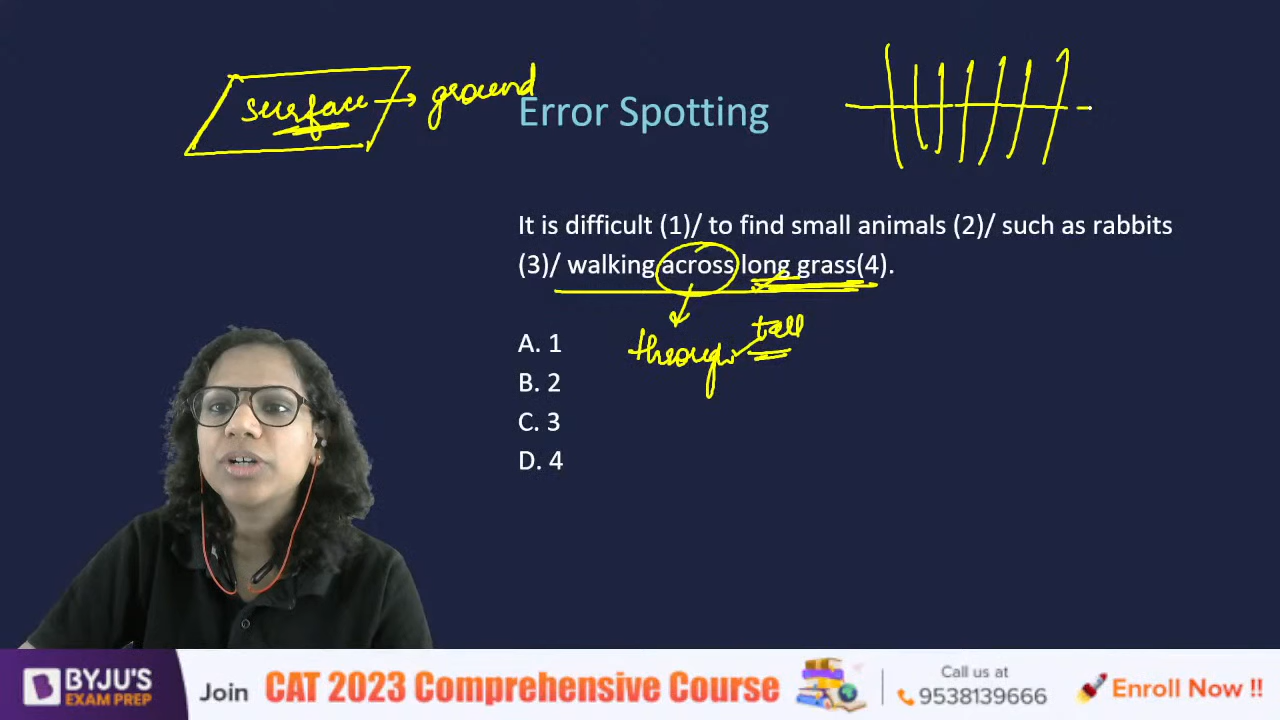 surface → ground
Error Spotting
It is difficult (1)/ to find small animals (2)/ such as rabbits
(3)/ walking across long grass(4).
through
tall
A. 1
B. 2
C. 3
D. 4
BYJU'S
EXAM PREP
Join CAT 2023 Comprehensive Course
Call us at
9538139666
Enroll Now !!